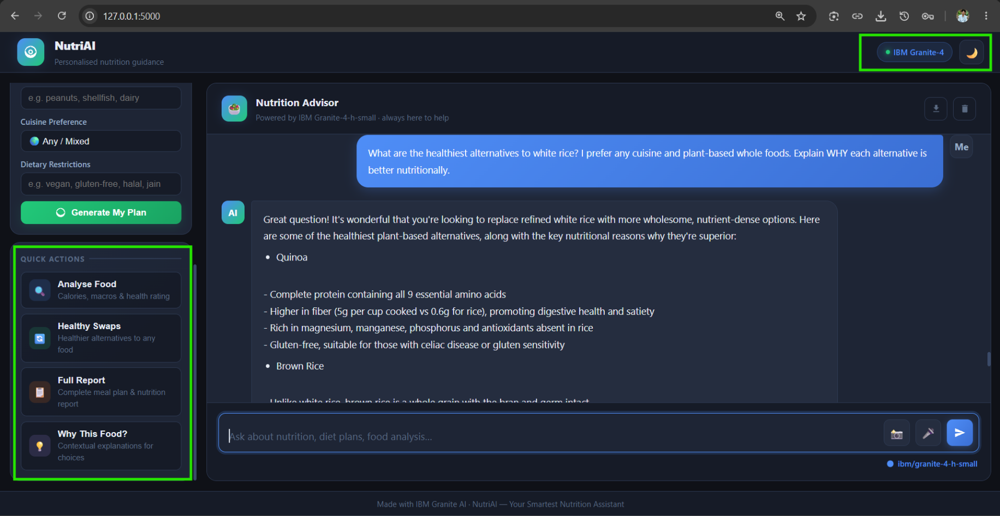 127.0.0.1:5000
NutriAI
Personalised nutrition guidance
IBM Granite-4
e.g. peanuts, shellfish, dairy
Cuisine Preference
Any / Mixed
Dietary Restrictions
e.g. vegan, gluten-free, halal, jain
Generate My Plan
QUICK ACTIONS
Analyse Food
Calories, macros & health rating
Healthy Swaps
Healthier alternatives to any
food
Full Report
Complete meal plan & nutrition
report
Why This Food?
Contextual explanations for
choices
Nutrition Advisor
Powered by IBM Granite-4-h-small · always here to help
What are the healthiest alternatives to white rice? I prefer any cuisine and plant-based whole foods. Explain WHY each alternative is
better nutritionally.
Me
AI
Great question! It's wonderful that you're looking to replace refined white rice with more wholesome, nutrient-dense options. Here
are some of the healthiest plant-based alternatives, along with the key nutritional reasons why they're superior:
• Quinoa
- Complete protein containing all 9 essential amino acids
- Higher in fiber (5g per cup cooked vs 0.6g for rice), promoting digestive health and satiety
- Rich in magnesium, manganese, phosphorus and antioxidants absent in rice
- Gluten-free, suitable for those with celiac disease or gluten sensitivity
• Brown Rice
- Unlike white rice, brown rice is a whole grain with the bran and germ intact
Ask about nutrition, diet plans, food analysis...
ibm/granite-4-h-small
Made with IBM Granite AI · NutriAI — Your Smartest Nutrition Assistant